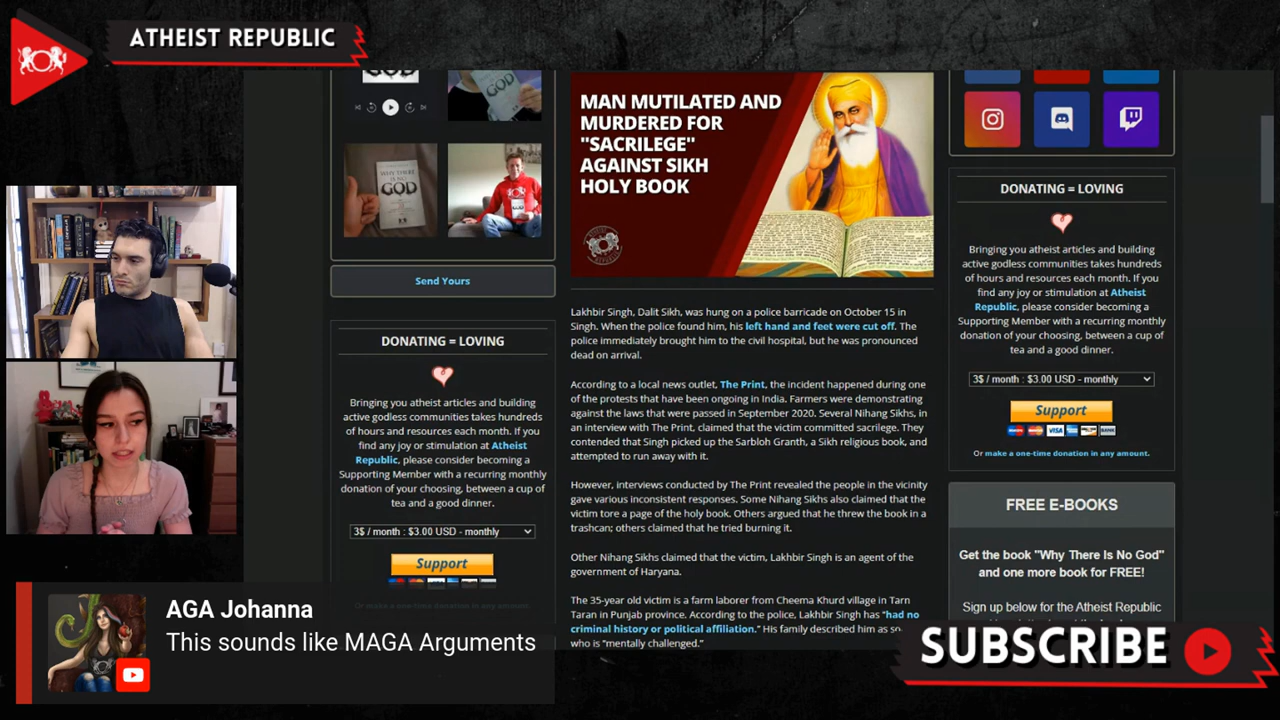 ATHEIST REPUBLIC
GOD
GOD
WHY THERE
IS NO
GOD
Send Yours
DONATING = LOVING
Bringing you atheist articles and building
active godless communities takes hundreds
of hours and resources each month. If you
find any joy or stimulation at Atheist
Republic, please consider becoming a
Supporting Member with a recurring monthly
donation of your choosing, between a cup of
tea and a good dinner.
3$ / month : $3.00 USD - monthly
Support
Or make a one-time donation in any amount.
MAN MUTILATED AND
MURDERED FOR
"SACRILEGE"
AGAINST SIKH
HOLY BOOK
Lakhbir Singh, Dalit Sikh, was hung on a police barricade on October 15 in
Singh. When the police found him, his left hand and feet were cut off. The
police immediately brought him to the civil hospital, but he was pronounced
dead on arrival.
According to a local news outlet, The Print, the incident happened during one
of the protests that have been ongoing in India. Farmers were demonstrating
against the laws that were passed in September 2020. Several Nihang Sikhs, in
an interview with The Print, claimed that the victim committed sacrilege. They
contended that Singh picked up the Sarbloh Granth, a Sikh religious book, and
attempted to run away with it.
However, interviews conducted by The Print revealed the people in the vicinity
gave various inconsistent responses. Some Nihang Sikhs also claimed that the
victim tore a page of the holy book. Others argued that he threw the book in a
trashcan; others claimed that he tried burning it.
Other Nihang Sikhs claimed that the victim, Lakhbir Singh is an agent of the
government of Haryana.
The 35-year old victim is a farm laborer from Cheema Khurd village in Tarn
Taran in Punjab province. According to the police, Lakhbir Singh has “had no
criminal history or political affiliation.” His family described him as so
who is “mentally challenged.”
DONATING = LOVING
Bringing you atheist articles and building
active godless communities takes hundreds
of hours and resources each month. If you
find any joy or stimulation at Atheist
Republic, please consider becoming a
Supporting Member with a recurring monthly
donation of your choosing, between a cup of
tea and a good dinner.
3$ / month : $3.00 USD - monthly
Support
VISA
BANK
Or make a one-time donation in any amount.
FREE E-BOOKS
Get the book "Why There Is No God"
and one more book for FREE!
Sign up below for the Atheist Republic
AGA Johanna
This sounds like MAGA Arguments
SUBSCRIBE